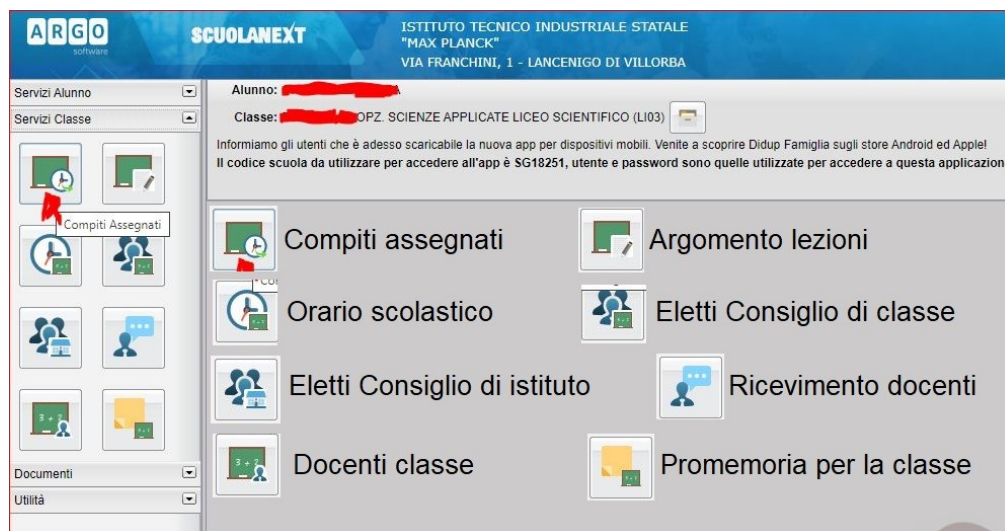 ARGO
software
SCUOLANEXT
ISTITUTO TECNICO INDUSTRIALE STATALE
"MAX PLANCK"
VIA FRANCHINI, 1 - LANCENIGO DI VILLORBA
Servizi Alunno
Servizi Classe
Compiti Assegnati
Documenti
Utilità
Alunno:
Classe: OPZ. SCIENZE APPLICATE LICEO SCIENTIFICO (LI03)
Informiamo gli utenti che è adesso scaricabile la nuova app per dispositivi mobili. Venite a scoprire Didup Famiglia sugli store Android ed Apple!
Il codice scuola da utilizzare per accedere all'app è SG18251, utente e password sono quelle utilizzate per accedere a questa applicazion
Compiti assegnati
Argomento lezioni
Orario scolastico
Eletti Consiglio di classe
Eletti Consiglio di istituto
Ricevimento docenti
Docenti classe
Promemoria per la classe